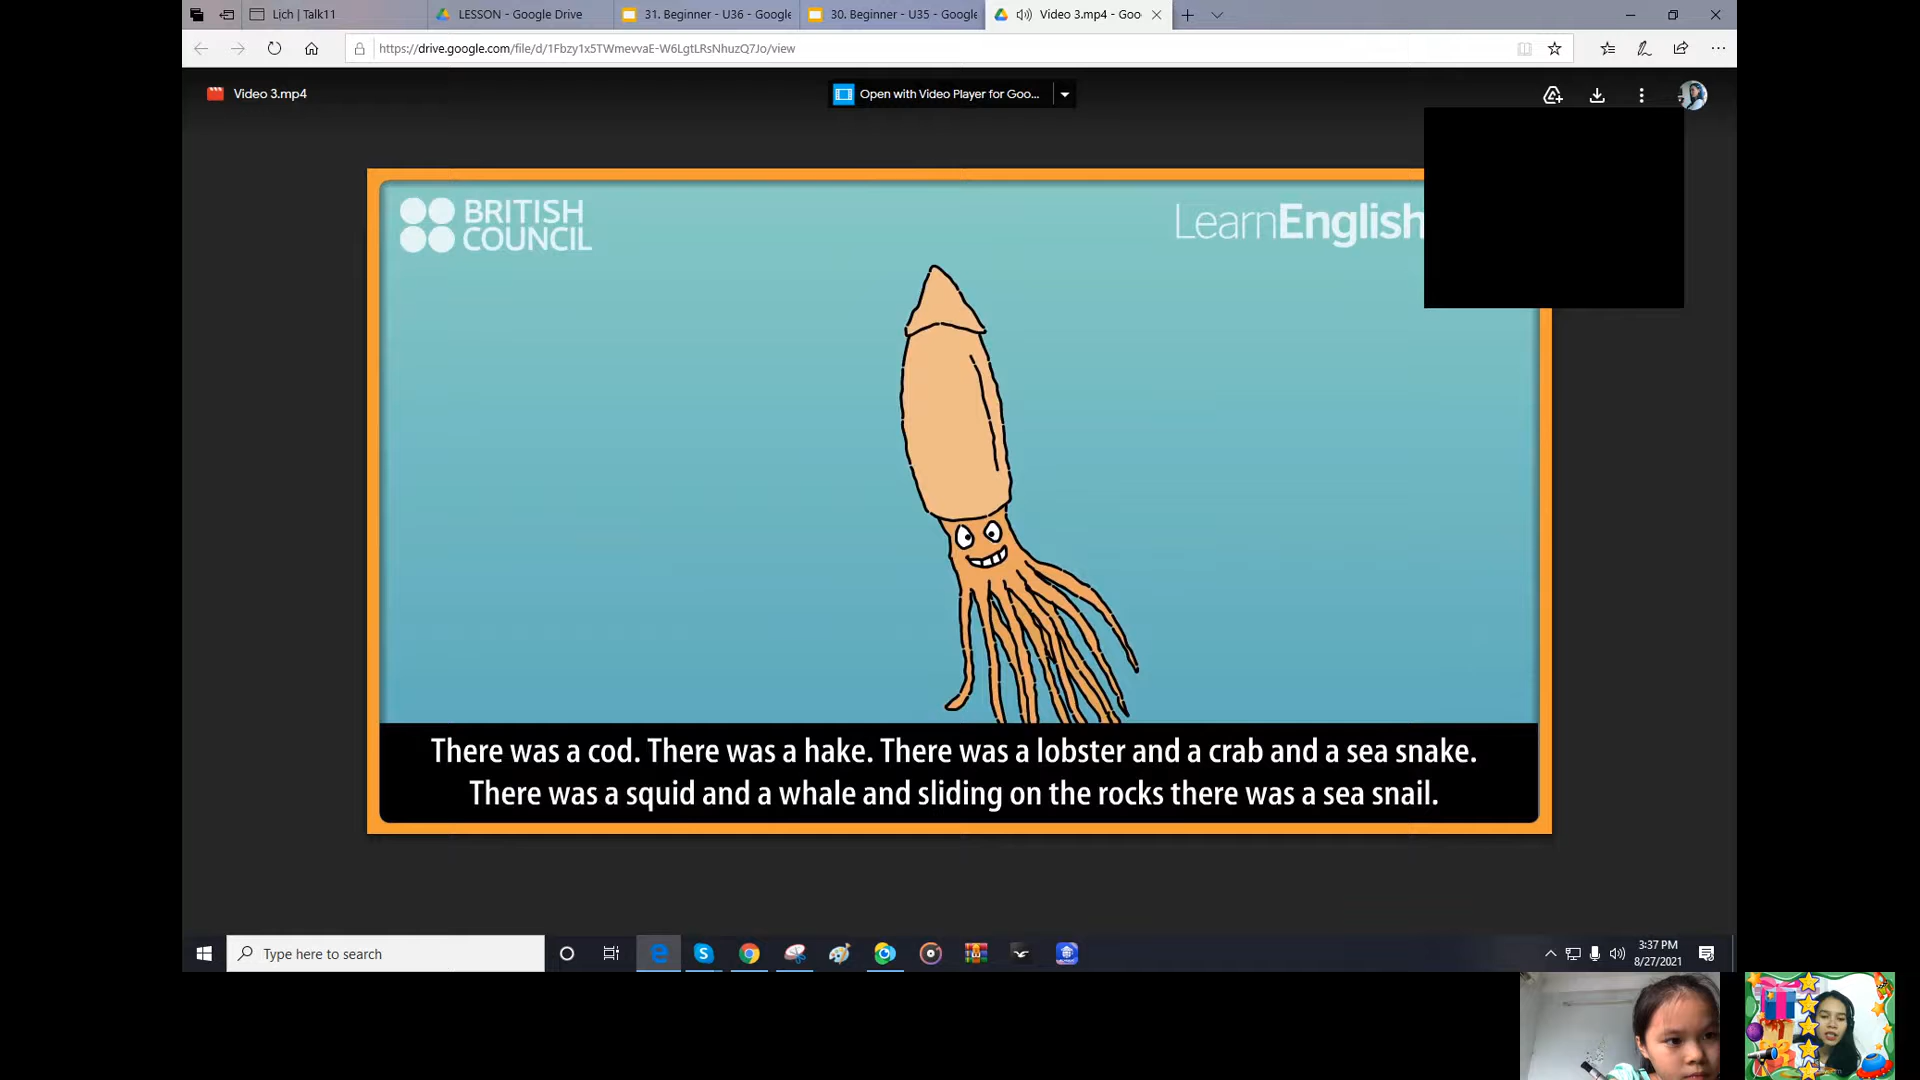 Lịch | Talk11
LESSON - Google Drive
31. Beginner - U36 - Google
30. Beginner - U35 - Google
Video 3.mp4 - Goo
https://drive.google.com/file/d/1Fbzy1x5TWmevvaE-W6LgtLRsNhuzQ7Jo/view
Video 3.mp4
Open with Video Player for Goo...
BRITISH
COUNCIL
LearnEnglish
There was a cod. There was a hake. There was a lobster and a crab and a sea snake.
There was a squid and a whale and sliding on the rocks there was a sea snail.
Type here to search
3:37 PM
8/27/2021